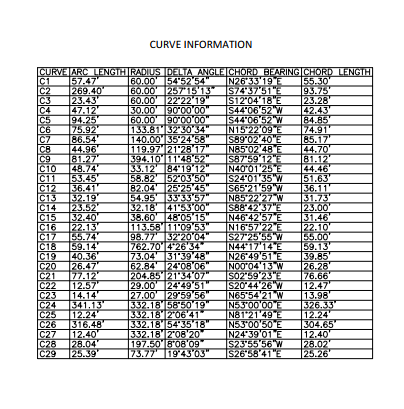 CURVE INFORMATION
CURVE ARC LENGTH RADIUS DELTA ANGLE CHORD BEARING CHORD LENGTH
C1 57.47' 60.00' 54°52'54" N26°33'19"E 55.30'
C2 269.40' 60.00' 257°15'13" S74°37'51"E 93.75'
C3 23.43' 60.00' 22°22'19" S12°04'18"E 23.28'
C4 47.12' 30.00' 90°00'00" S44°06'52"W 42.43'
C5 94.25' 60.00' 90°00'00" S44°06'52"W 84.85'
C6 75.92' 133.81' 32°30'34" N15°22'09"E 74.91'
C7 86.54' 140.00' 35°24'58" S89°02'40"E 85.17'
C8 44.96' 119.97' 21°28'17" N85°02'48"E 44.70'
C9 81.27' 394.10' 11°48'52" S87°59'12"E 81.12'
C10 48.74' 33.12' 84°19'12" N40°01'25"E 44.46'
C11 53.45' 58.82' 52°03'50" S24°01'35"W 51.63'
C12 36.41' 82.04' 25°25'45" S65°21'59"W 36.11'
C13 32.19' 54.95' 33°33'57" N85°22'27"W 31.73'
C14 23.52' 32.18' 41°53'00" S88°42'37"E 23.00'
C15 32.40' 38.60' 48°05'15" N46°42'57"E 31.46'
C16 22.13' 113.58' 11°09'53" N16°57'22"E 22.10'
C17 55.74' 98.77' 32°20'04" S27°25'55"W 55.00'
C18 59.14' 762.70' 4°26'34" N44°17'14"E 59.13'
C19 40.36' 73.04' 31°39'48" N26°49'51"E 39.85'
C20 26.47' 62.84' 24°08'06" N00°04'13"W 26.28'
C21 77.12' 204.85' 21°34'07" S02°59'23"E 76.66'
C22 12.57' 29.00' 24°49'51" S20°44'26"W 12.47'
C23 14.14' 27.00' 29°59'56" N65°54'21"W 13.98'
C24 341.13' 332.18' 58°50'19" N53°00'00"E 326.33'
C25 12.24' 332.18' 2°06'41" N81°21'49"E 12.24'
C26 316.48' 332.18' 54°35'18" N53°00'50"E 304.65'
C27 12.40' 332.18' 2°08'20" N24°39'01"E 12.40'
C28 28.04' 197.50' 8°08'09" S23°55'56"W 28.02'
C29 25.39' 73.77' 19°43'03" S26°58'41"E 25.26'